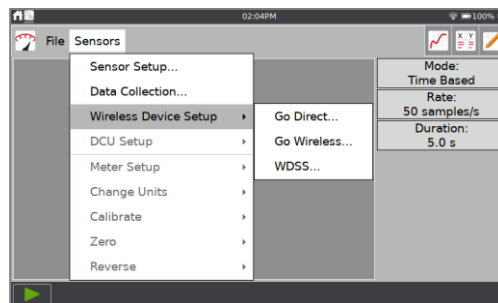 02:04PM 100%
File Sensors
Sensor Setup...
Data Collection...
Wireless Device Setup
DCU Setup
Meter Setup
Change Units
Calibrate
Zero
Reverse
Go Direct...
Go Wireless...
WDSS...
X Y
Mode:
Time Based
Rate:
50 samples/s
Duration:
5.0 s